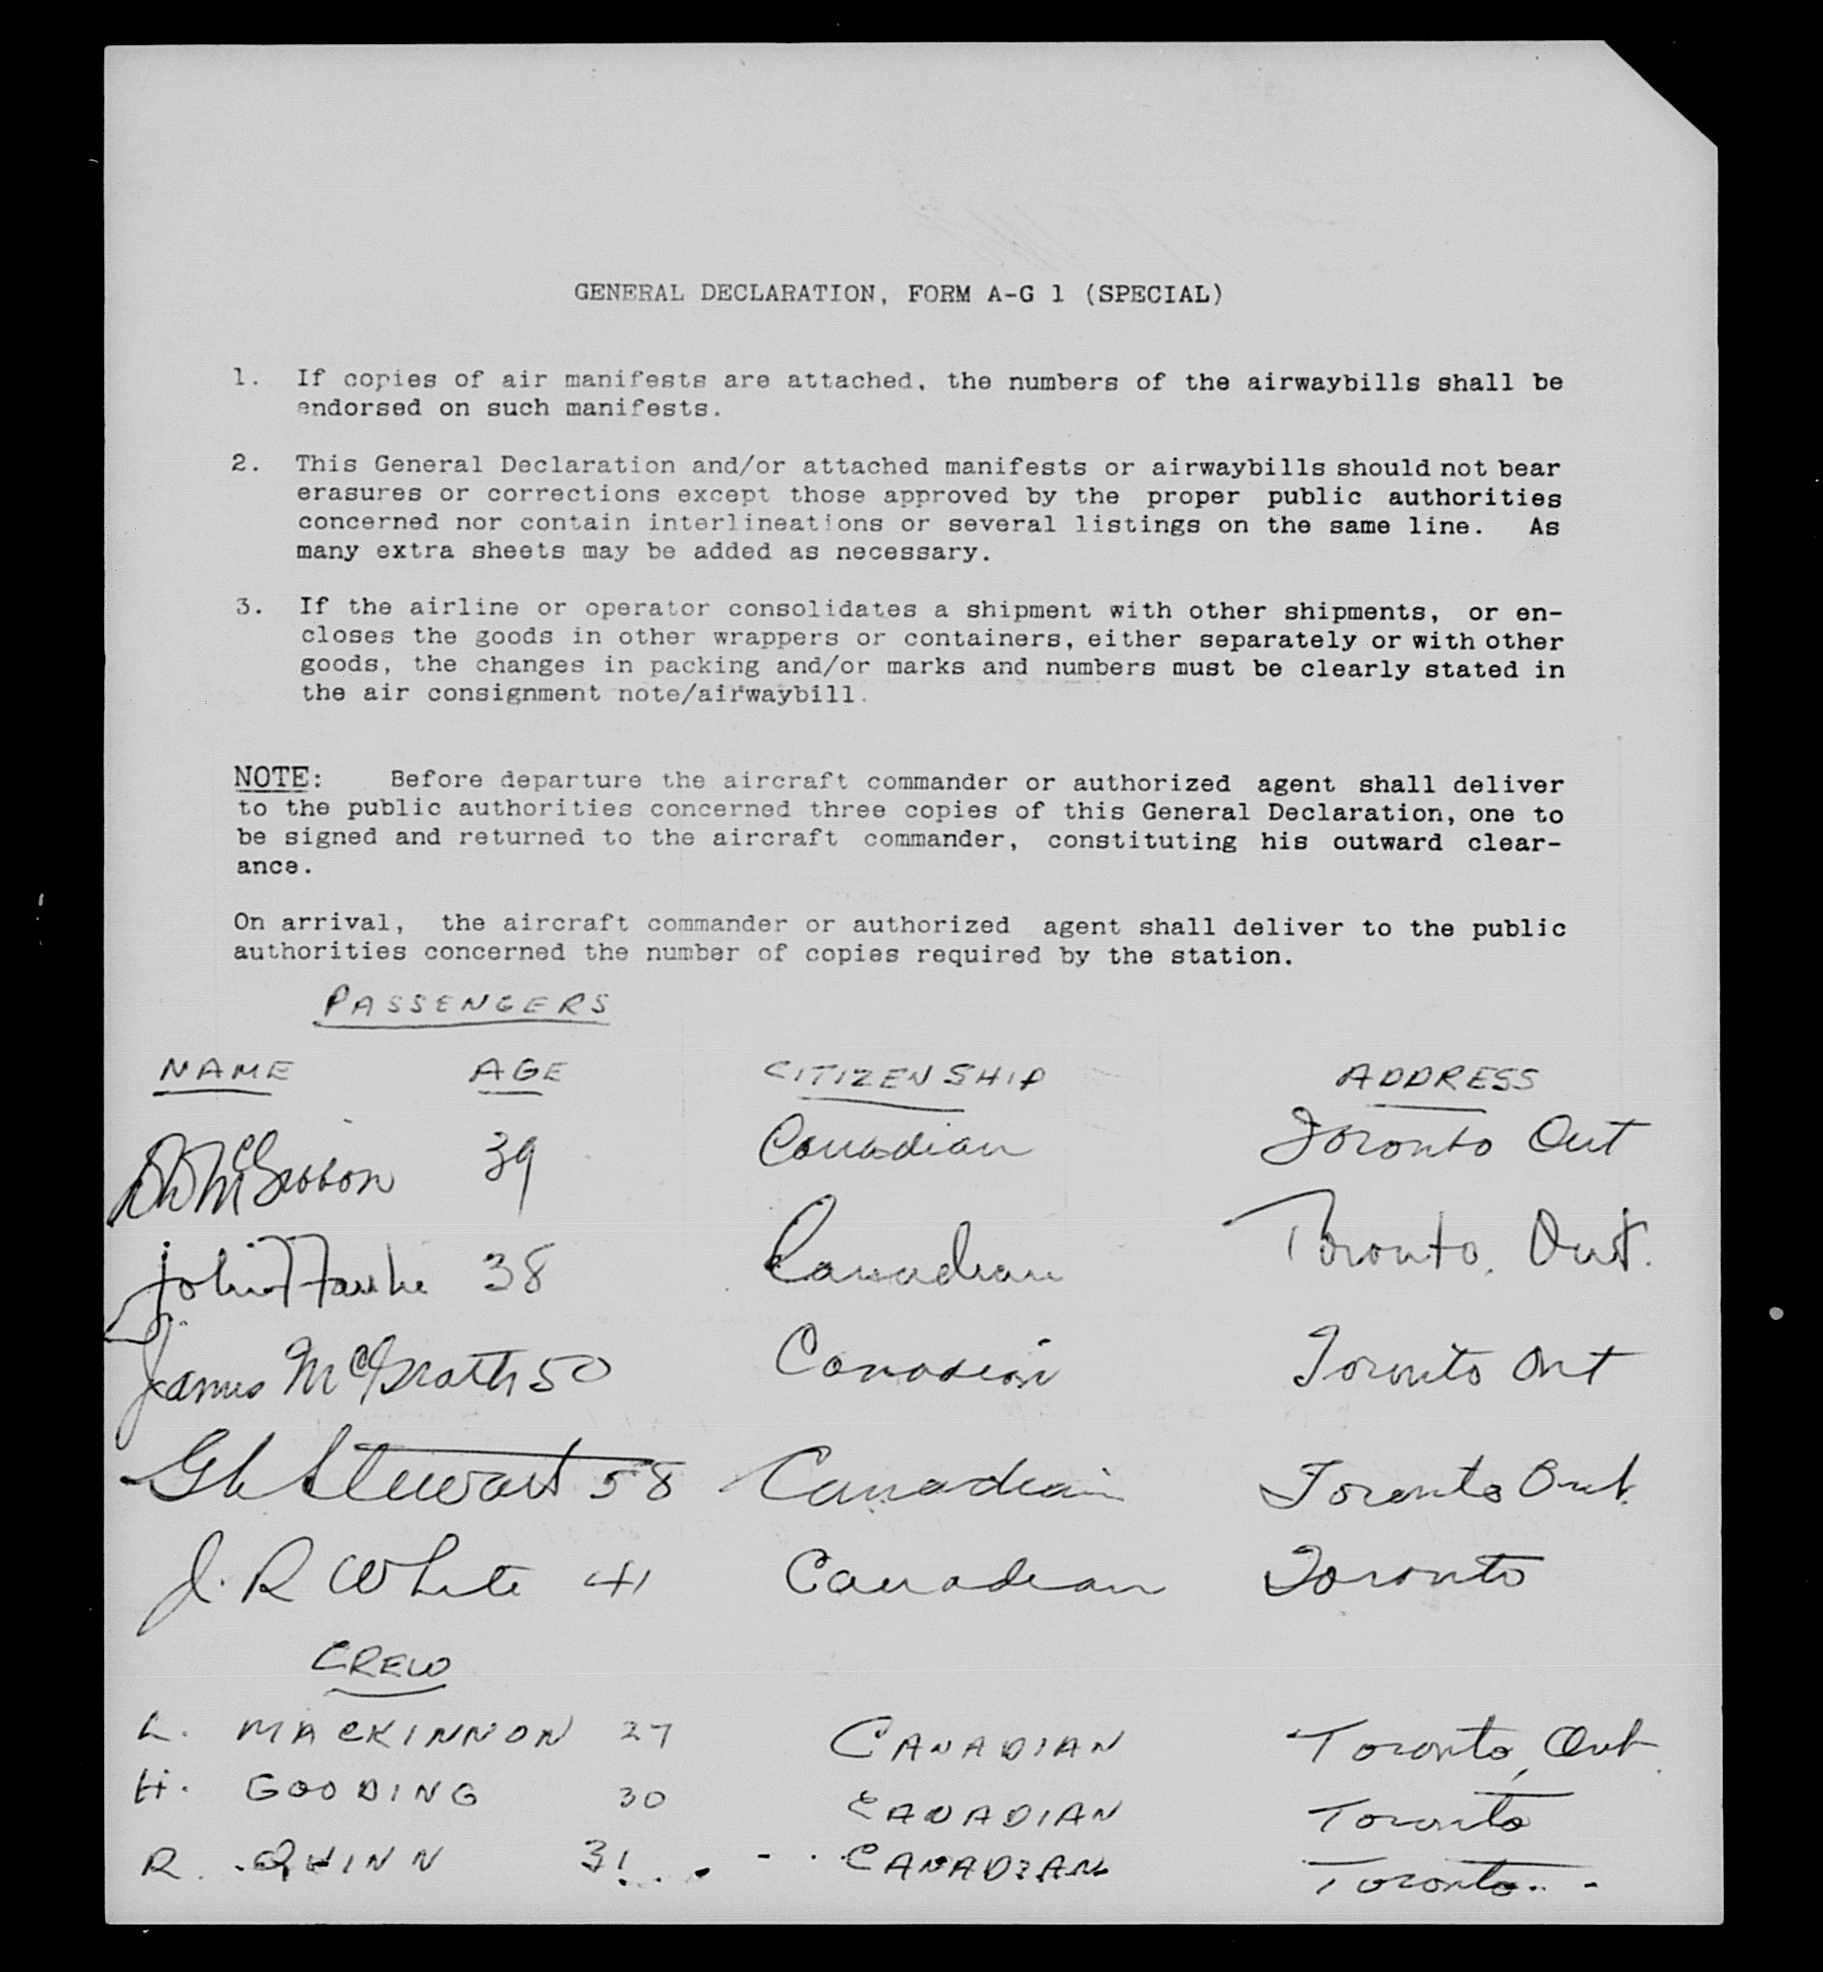 GENERAL DECLARATION, FORM A-G 1 (SPECIAL)
1. If copies of air manifests are attached, the numbers of the airwaybills shall be
endorsed on such manifests.
2. This General Declaration and/or attached manifests or airwaybills should not bear
erasures or corrections except those approved by the proper public authorities
concerned nor contain interlineations or several listings on the same line. As
many extra sheets may be added as necessary.
3. If the airline or operator consolidates a shipment with other shipments, or en-
closes the goods in other wrappers or containers, either separately or with other
goods, the changes in packing and/or marks and numbers must be clearly stated in
the air consignment note/airwaybill.
NOTE: Before departure the aircraft commander or authorized agent shall deliver
to the public authorities concerned three copies of this General Declaration, one to
be signed and returned to the aircraft commander, constituting his outward clear-
ance.
On arrival, the aircraft commander or authorized agent shall deliver to the public
authorities concerned the number of copies required by the station.
PASSENGERS
NAME AGE CITIZENSHIP ADDRESS
39 Canadian Toronto Ont
John 38 Canadian Toronto, Ont.
James McGrath 50 Canadian Toronto Ont
Stewart 58 Canadian Toronto Ont.
J. R White 41 Canadian Toronto
CREW
L. MACKINNON 27 CANADIAN Toronto, Ont
H. GOODING 30 CANADIAN Toronto
R. QUINN 31 CANADIAN Toronto